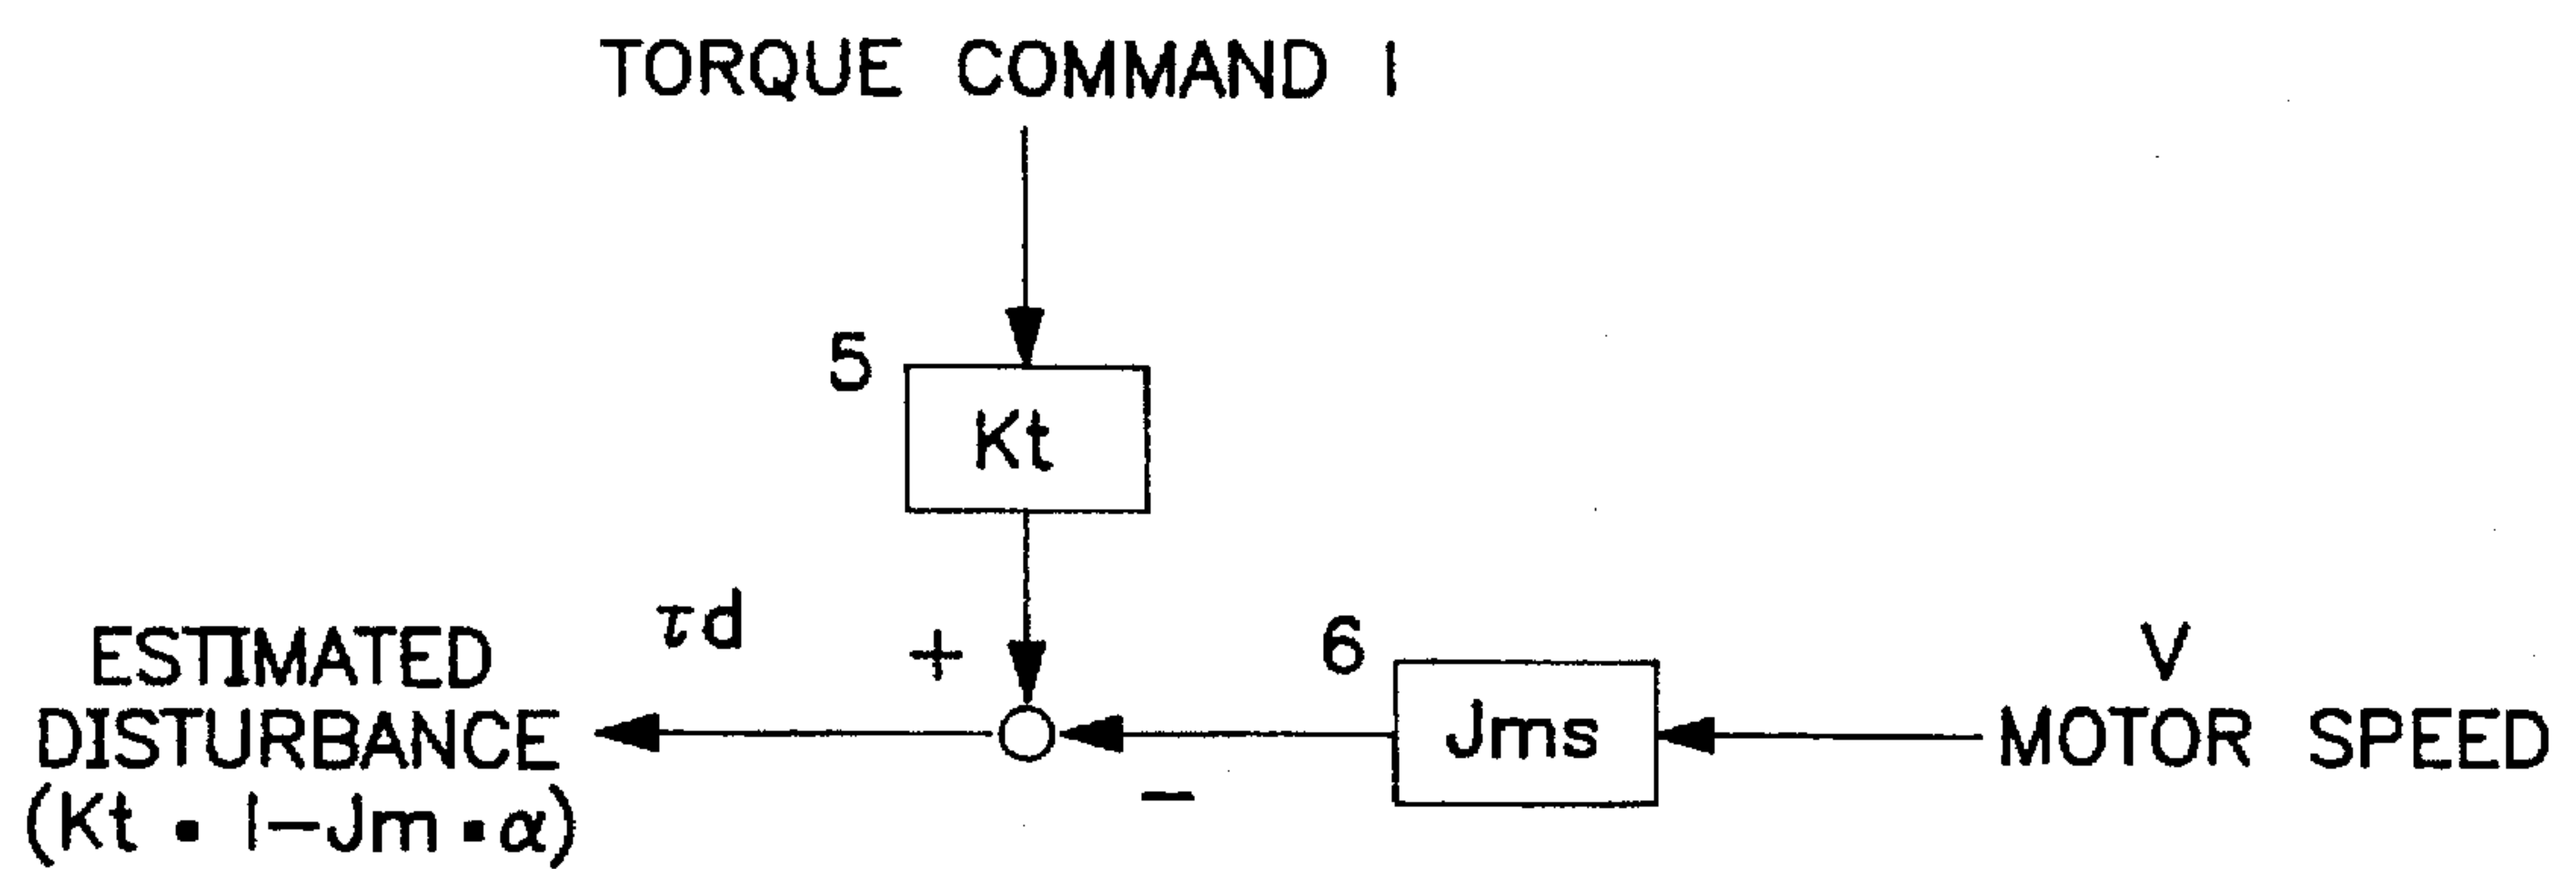 TORQUE COMMAND I
5
Kt
τd
+
6
V
ESTIMATED
DISTURBANCE
(Kt ▪ I−Jm ▪ α)
Jms
MOTOR SPEED
−